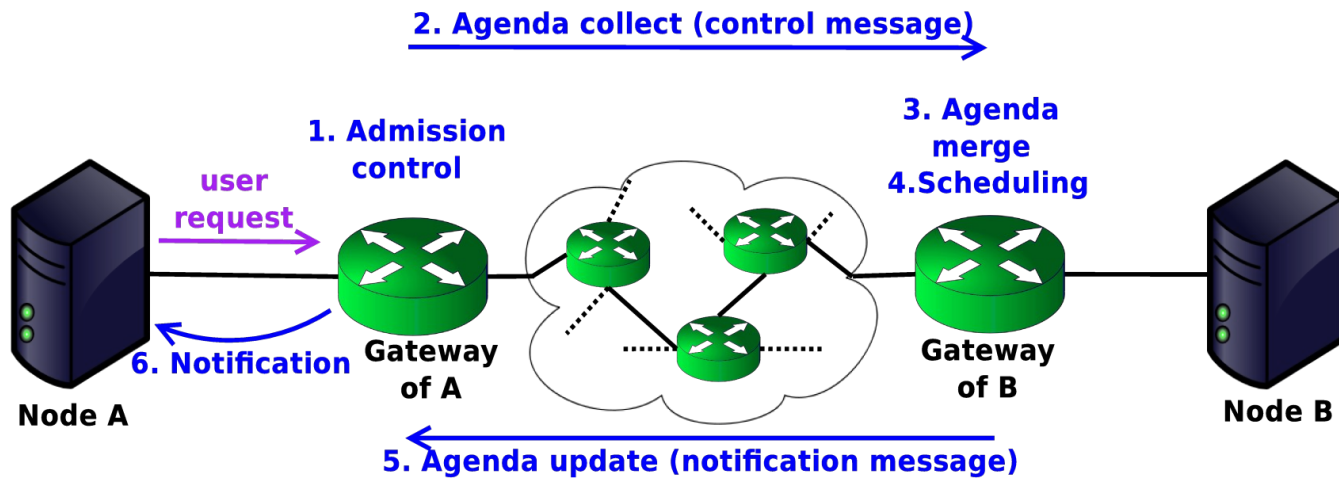 2. Agenda collect (control message)
1. Admission
control
3. Agenda
merge
4.Scheduling
user
request
6. Notification
Gateway
of A
Gateway
of B
Node A
Node B
5. Agenda update (notification message)